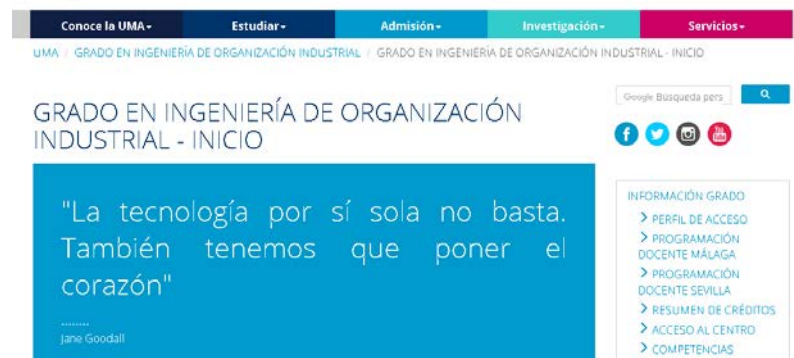 Conoce la UMA Estudiar Admisión Investigación Servicios
UMA / GRADO EN INGENIERÍA DE ORGANIZACIÓN INDUSTRIAL / GRADO EN INGENIERÍA DE ORGANIZACIÓN INDUSTRIAL - INICIO
Google Búsqueda pers
GRADO EN INGENIERÍA DE ORGANIZACIÓN
INDUSTRIAL - INICIO
You Tube
"La tecnología por sí sola no basta.
También tenemos que poner el
corazón"
--------
Jane Goodall
INFORMACIÓN GRADO
PERFIL DE ACCESO
PROGRAMACIÓN
DOCENTE MÁLAGA
PROGRAMACIÓN
DOCENTE SEVILLA
RESUMEN DE CRÉDITOS
ACCESO AL CENTRO
COMPETENCIAS